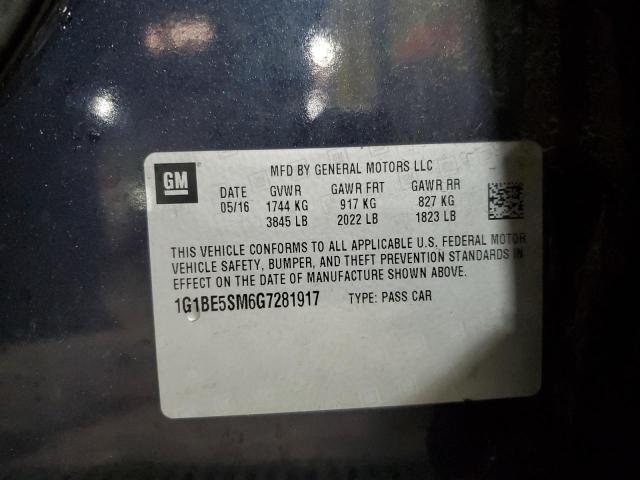 GM
MFD BY GENERAL MOTORS LLC
DATE GVWR GAWR FRT GAWR RR
05/16 1744 KG 917 KG 827 KG
3845 LB 2022 LB 1823 LB
THIS VEHICLE CONFORMS TO ALL APPLICABLE U.S. FEDERAL MOTOR
VEHICLE SAFETY, BUMPER, AND THEFT PREVENTION STANDARDS IN
EFFECT ON THE DATE OF MANUFACTURE SHOWN ABOVE.
1G1BE5SM6G7281917 TYPE: PASS CAR